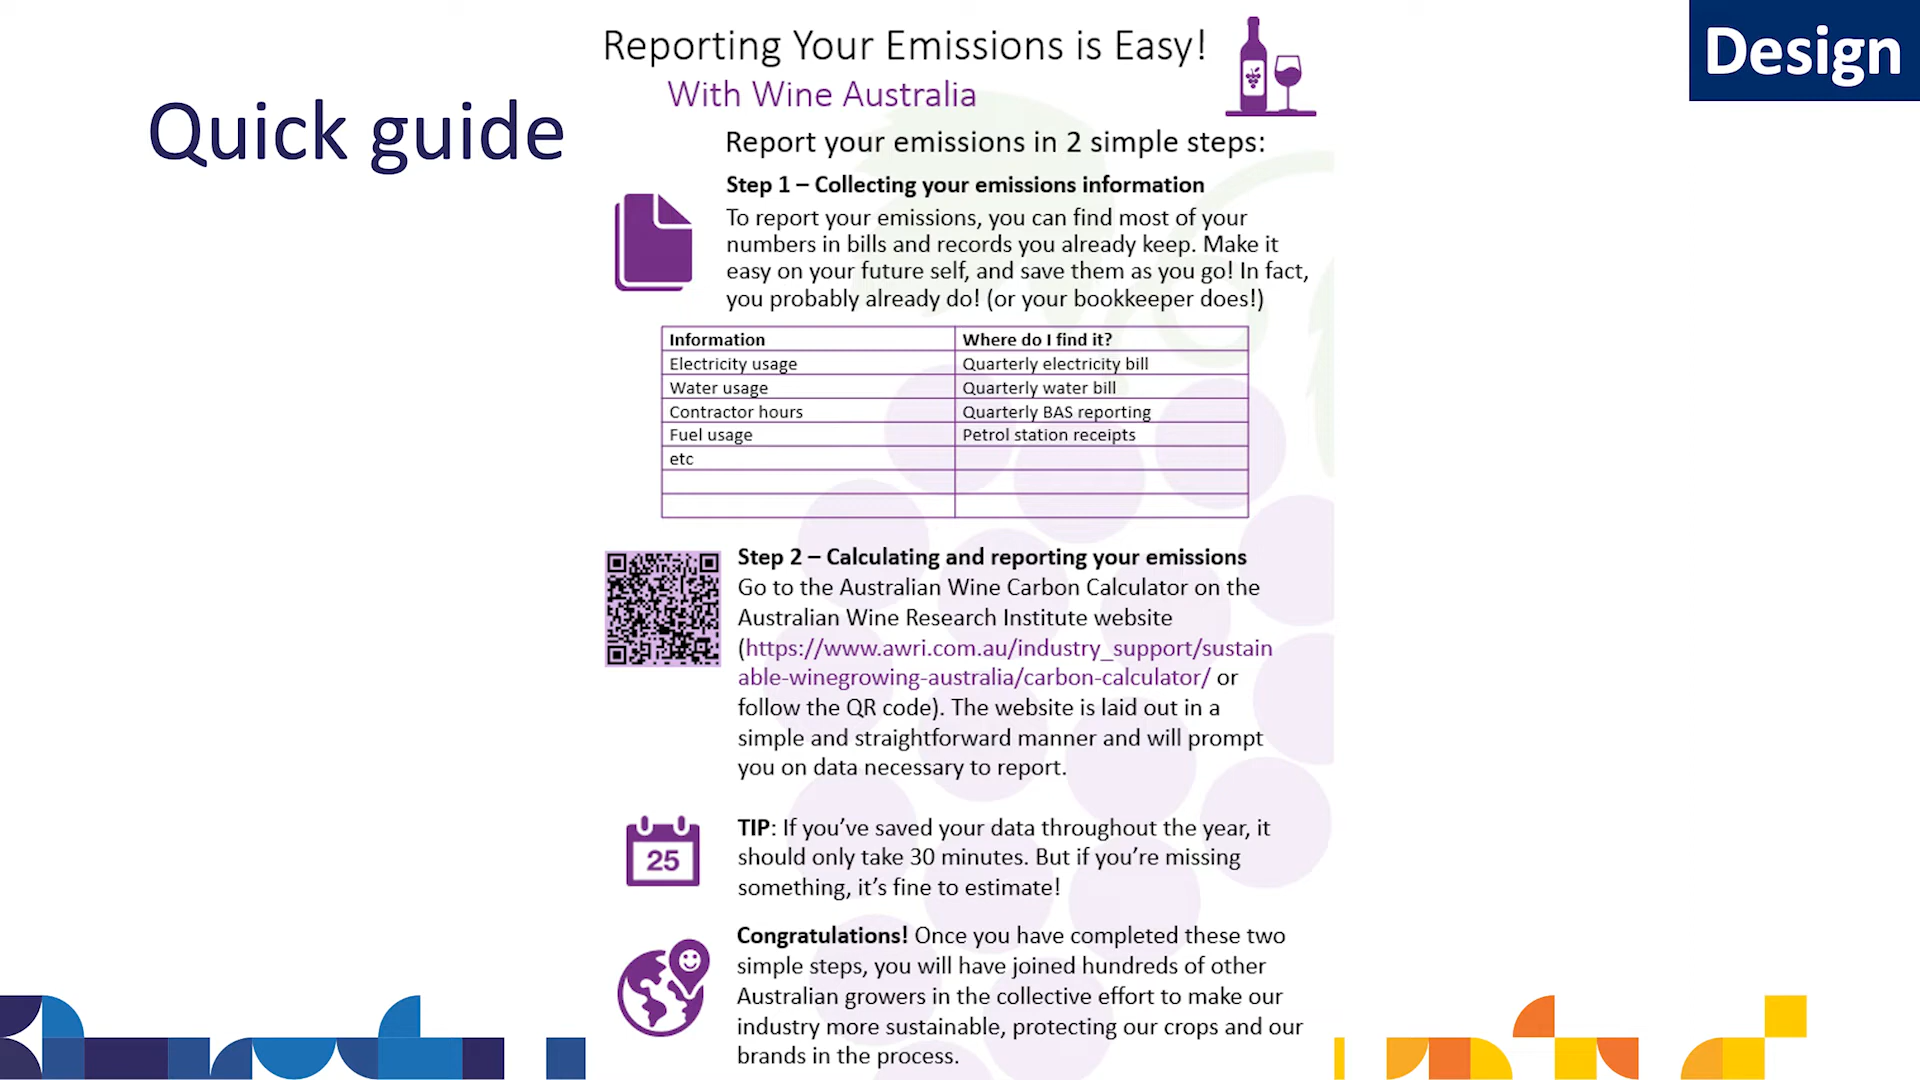 Design
Quick guide
Reporting Your Emissions is Easy!
With Wine Australia
Report your emissions in 2 simple steps:
Step 1 – Collecting your emissions information
To report your emissions, you can find most of your
numbers in bills and records you already keep. Make it
easy on your future self, and save them as you go! In fact,
you probably already do! (or your bookkeeper does!)
Information Where do I find it?
Electricity usage Quarterly electricity bill
Water usage Quarterly water bill
Contractor hours Quarterly BAS reporting
Fuel usage Petrol station receipts
etc
Step 2 – Calculating and reporting your emissions
Go to the Australian Wine Carbon Calculator on the
Australian Wine Research Institute website
(https://www.awri.com.au/industry_support/sustain
able-winegrowing-australia/carbon-calculator/ or
follow the QR code). The website is laid out in a
simple and straightforward manner and will prompt
you on data necessary to report.
25
TIP: If you’ve saved your data throughout the year, it
should only take 30 minutes. But if you’re missing
something, it’s fine to estimate!
Congratulations! Once you have completed these two
simple steps, you will have joined hundreds of other
Australian growers in the collective effort to make our
industry more sustainable, protecting our crops and our
brands in the process.